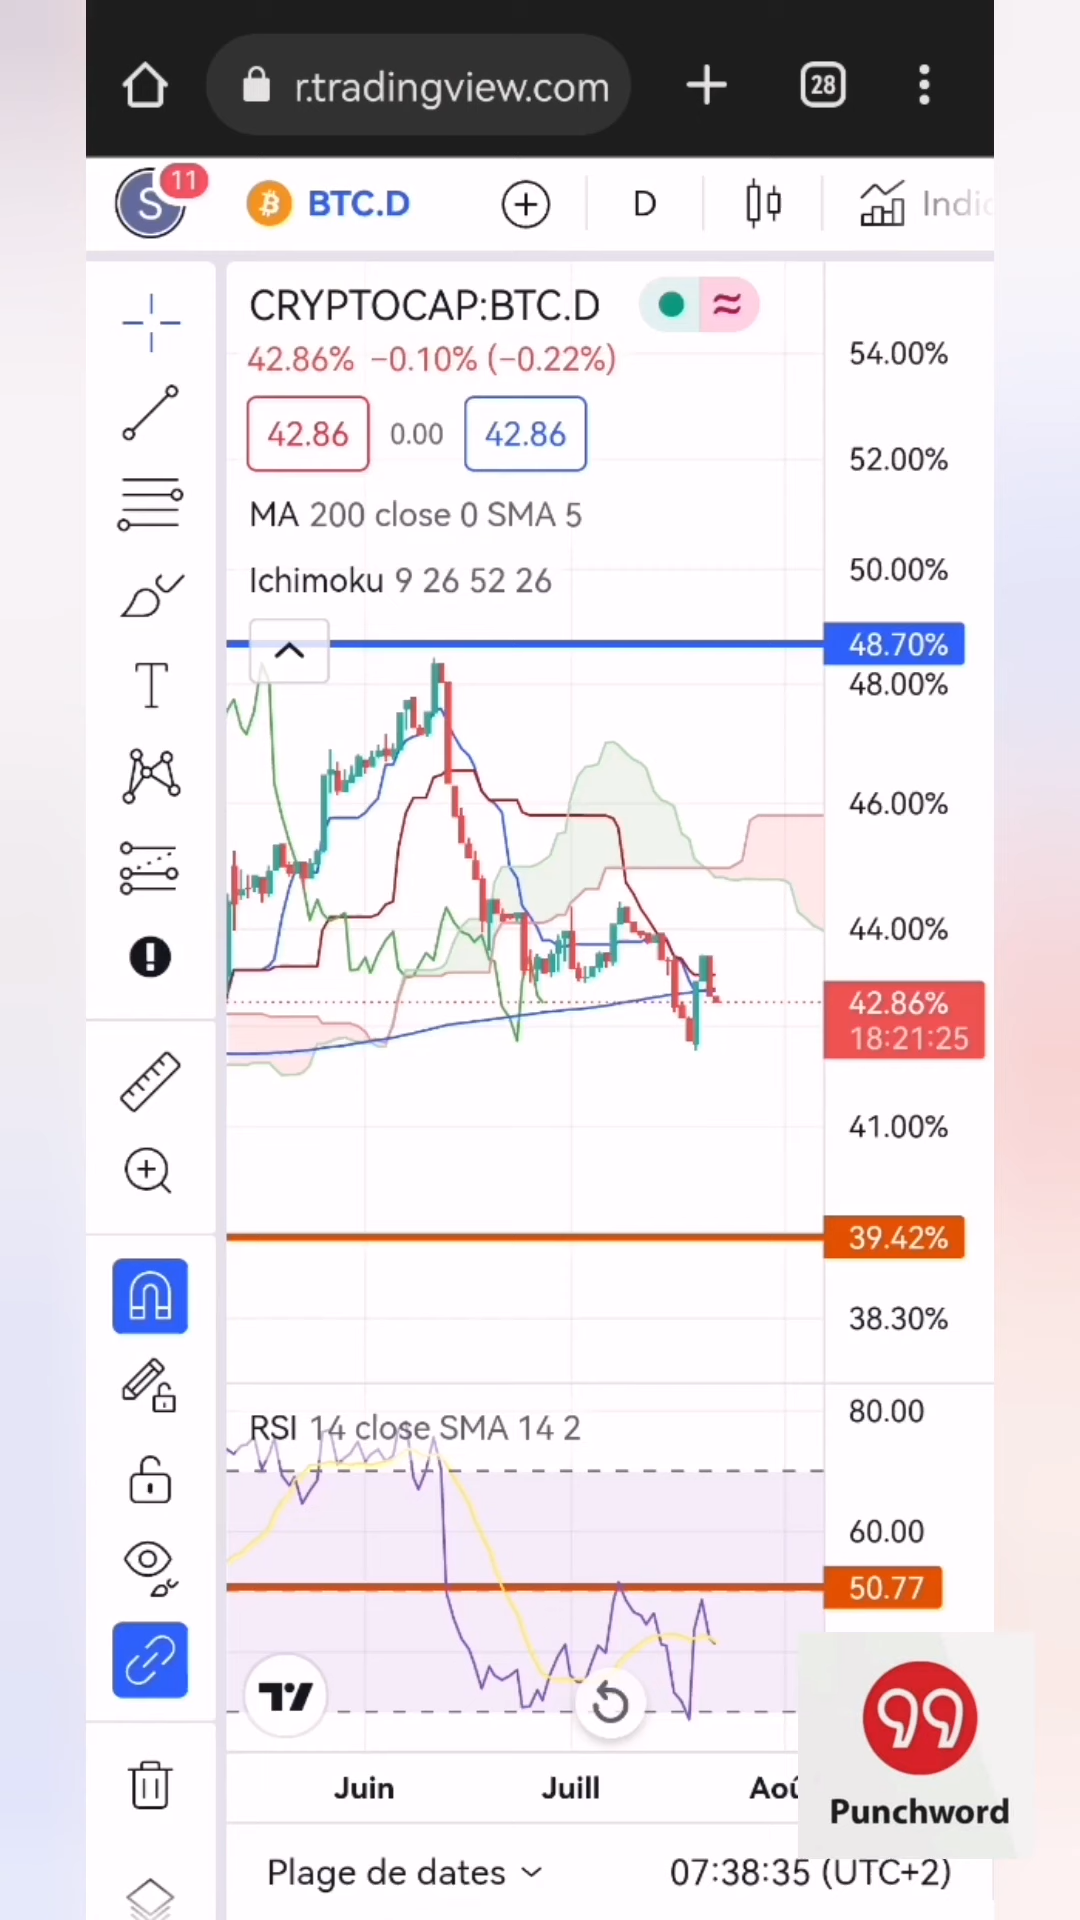 r.tradingview.com
28
S
11
BTC.D
D
Indic
CRYPTOCAP:BTC.D
42.86% −0.10% (−0.22%)
42.86 0.00 42.86
MA 200 close 0 SMA 5
Ichimoku 9 26 52 26
54.00%
52.00%
50.00%
48.70%
48.00%
46.00%
44.00%
42.86%
18:21:25
41.00%
39.42%
38.30%
RSI 14 close SMA 14 2
80.00
60.00
50.77
Juin Juill Aoû
Punchword
Plage de dates 07:38:35 (UTC+2)